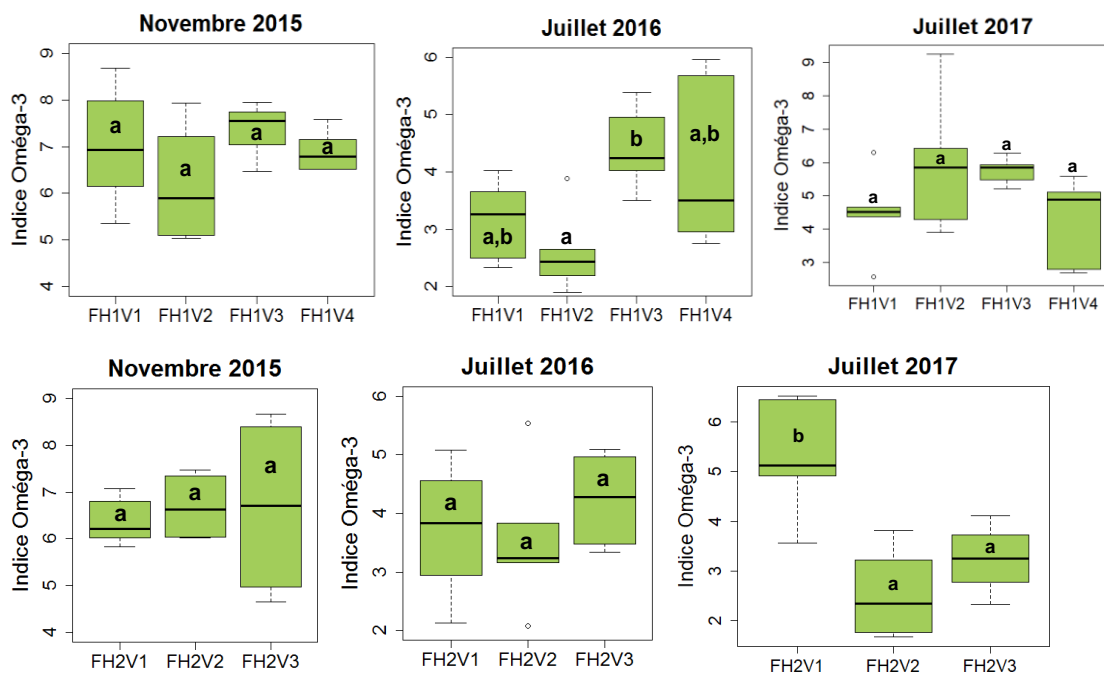 Novembre 2015
Indice Oméga-3
9
8
7
6
5
4
a
a
a
a
FH1V1 FH1V2 FH1V3 FH1V4
Juillet 2016
Indice Oméga-3
6
5
4
3
2
a,b
a
b
a,b
FH1V1 FH1V2 FH1V3 FH1V4
Juillet 2017
Indice Oméga-3
9
8
7
6
5
4
3
a
a
a
a
FH1V1 FH1V2 FH1V3 FH1V4
Novembre 2015
Indice Oméga-3
9
8
7
6
5
4
a
a
a
FH2V1 FH2V2 FH2V3
Juillet 2016
Indice Oméga-3
6
5
4
3
2
a
a
a
FH2V1 FH2V2 FH2V3
Juillet 2017
Indice Oméga-3
6
5
4
3
2
b
a
a
FH2V1 FH2V2 FH2V3